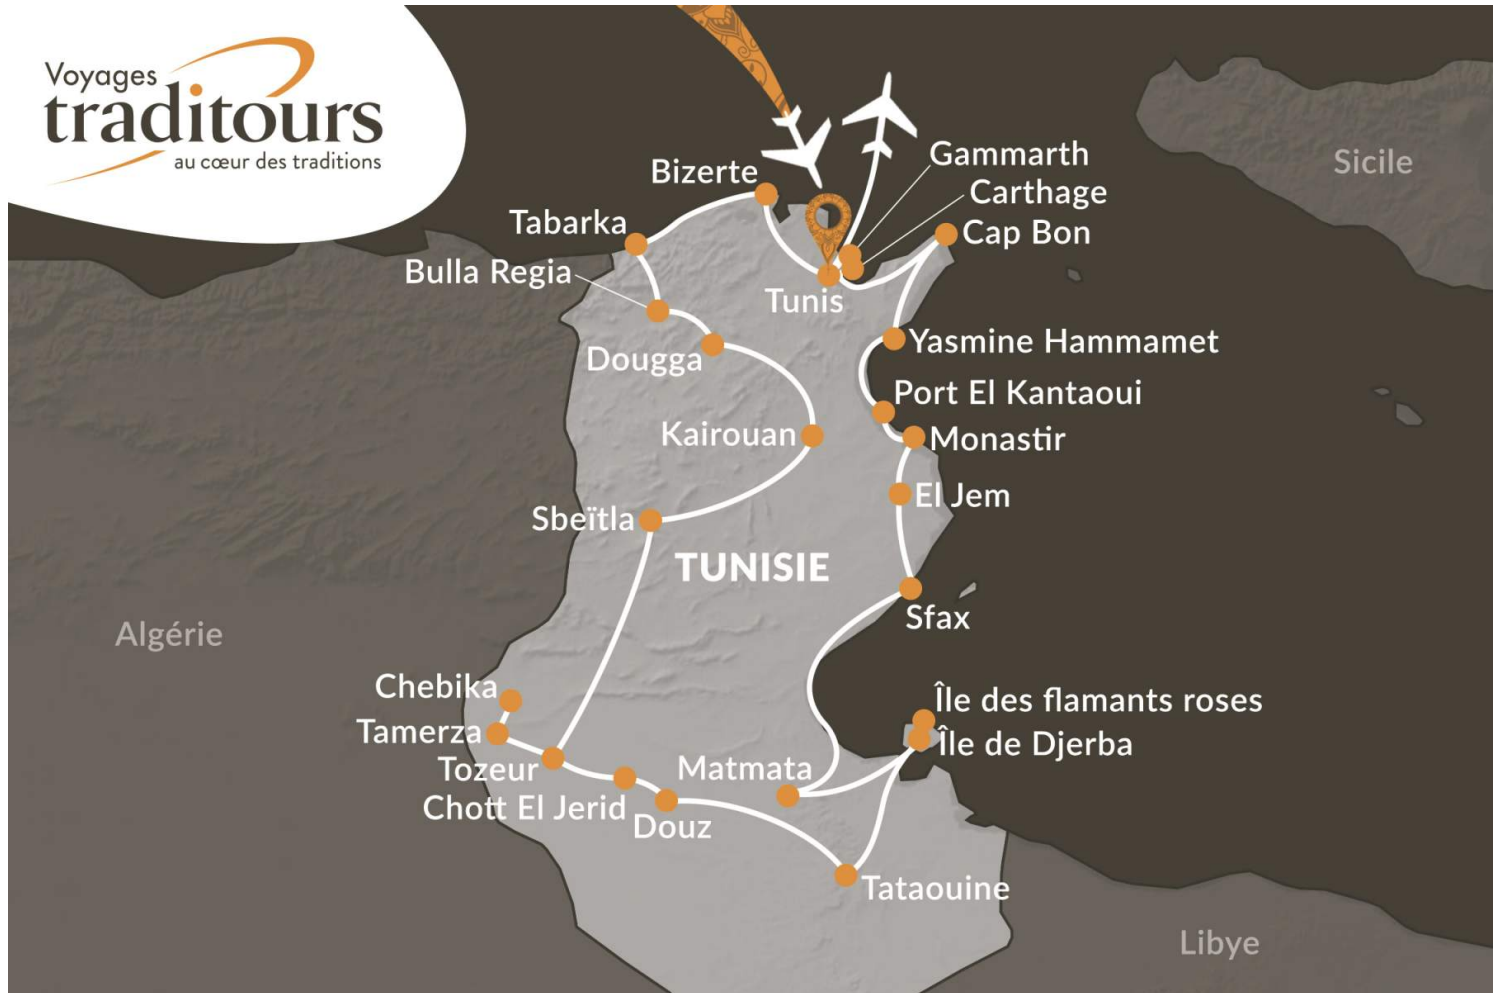 Voyages
traditours
au cœur des traditions
Sicile
Gammarth
Bizerte
Carthage
Tabarka
Cap Bon
Bulla Regia
Tunis
Yasmine Hammamet
Dougga
Port El Kantaoui
Kairouan
Monastir
El Jem
Sbeïtla
TUNISIE
Sfax
Algérie
Chebika
Île des flamants roses
Tamerza
Île de Djerba
Tozeur
Matmata
Chott El Jerid
Douz
Tataouine
Libye